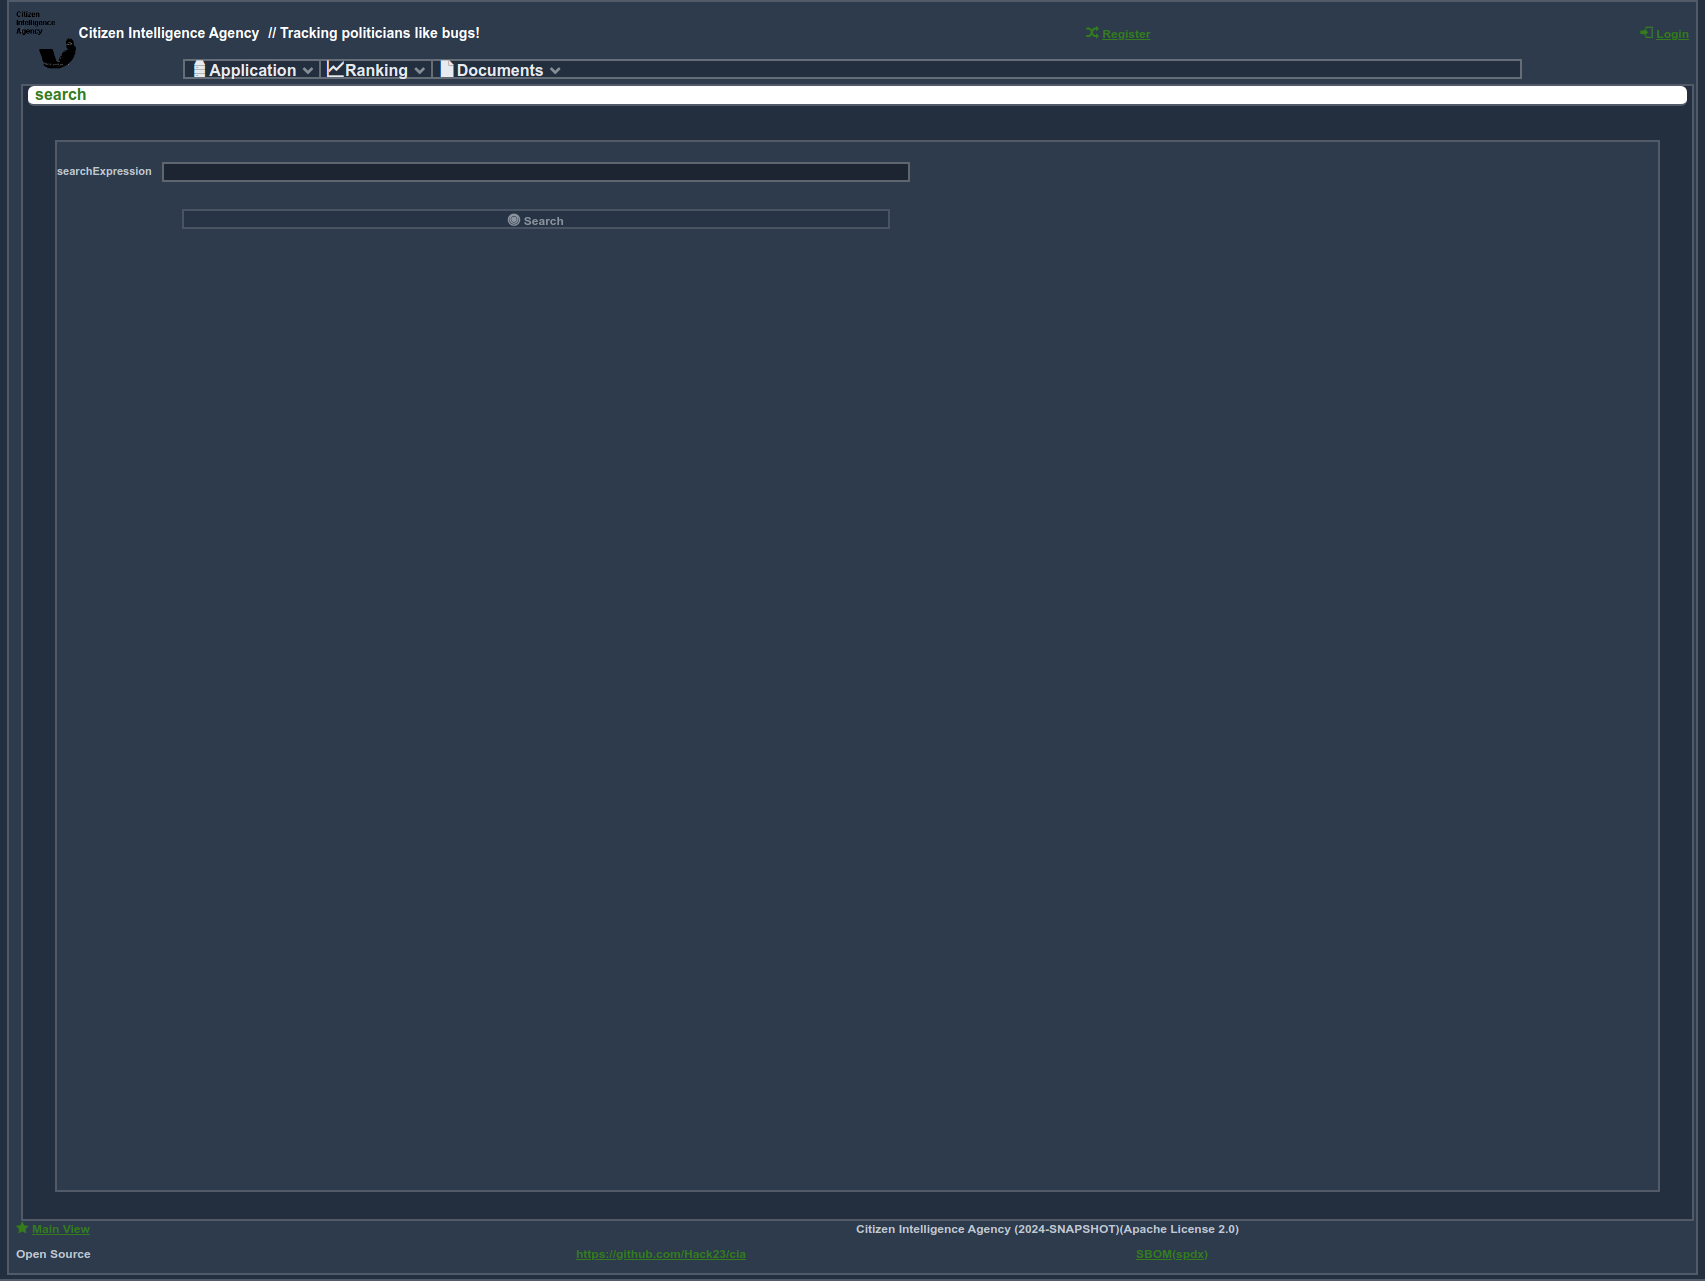 Citizen
Intelligence
Agency
Citizen Intelligence Agency // Tracking politicians like bugs!
Register
Login
Application
Ranking
Documents
search
searchExpression
Search
Main View
Citizen Intelligence Agency (2024-SNAPSHOT)(Apache License 2.0)
Open Source
https://github.com/Hack23/cia
SBOM(spdx)